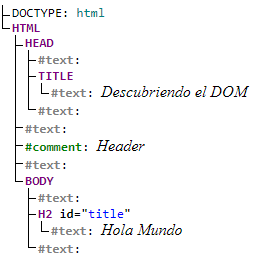 DOCTYPE: html
HTML
HEAD
#text:
TITLE
#text: Descubriendo el DOM
#text:
#text:
#comment: Header
#text:
BODY
#text:
H2 id="title"
#text: Hola Mundo
#text: